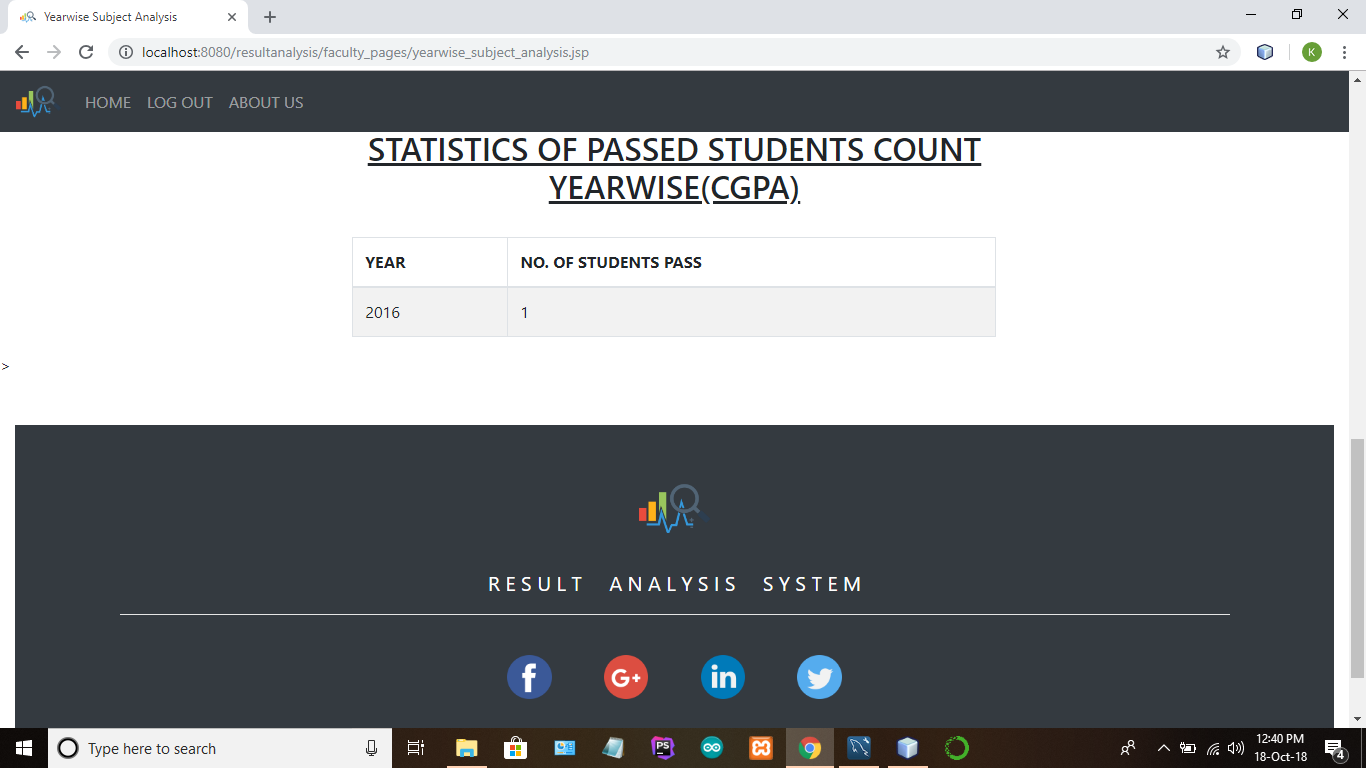 Yearwise Subject Analysis
localhost:8080/resultanalysis/faculty_pages/yearwise_subject_analysis.jsp
K
HOME LOG OUT ABOUT US
STATISTICS OF PASSED STUDENTS COUNT
YEARWISE(CGPA)
YEAR NO. OF STUDENTS PASS
2016 1
>
RESULT ANALYSIS SYSTEM
f G+ in
Type here to search
PS
12:40 PM
18-Oct-18
4